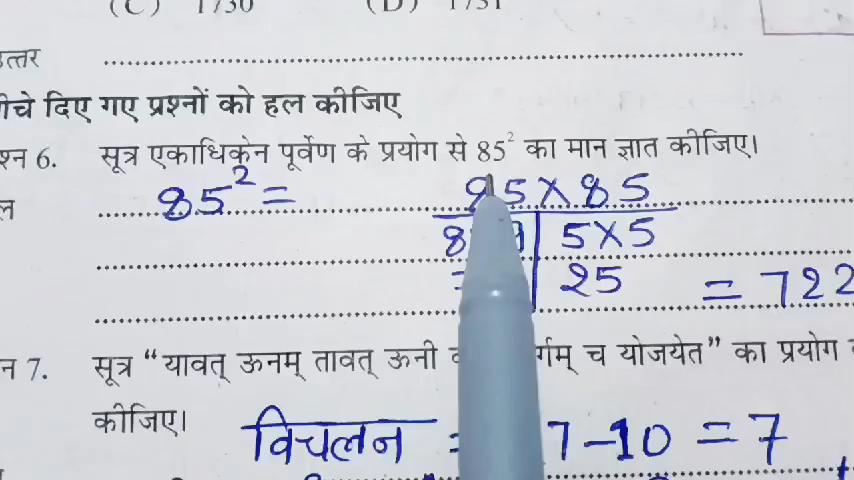 (C) 1730 (D) 1731
उत्तर
नीचे दिए गए प्रश्नों को हल कीजिए
प्रश्न 6. सूत्र एकाधिकेन पूर्वेण के प्रयोग से 85² का मान ज्ञात कीजिए।
85² = 85×85
8 5×5
25 = 722
7. सूत्र “यावत् ऊनम् तावत् ऊनी च योजयेत” का प्रयोग
कीजिए।
विचलन = 7-10 = 7